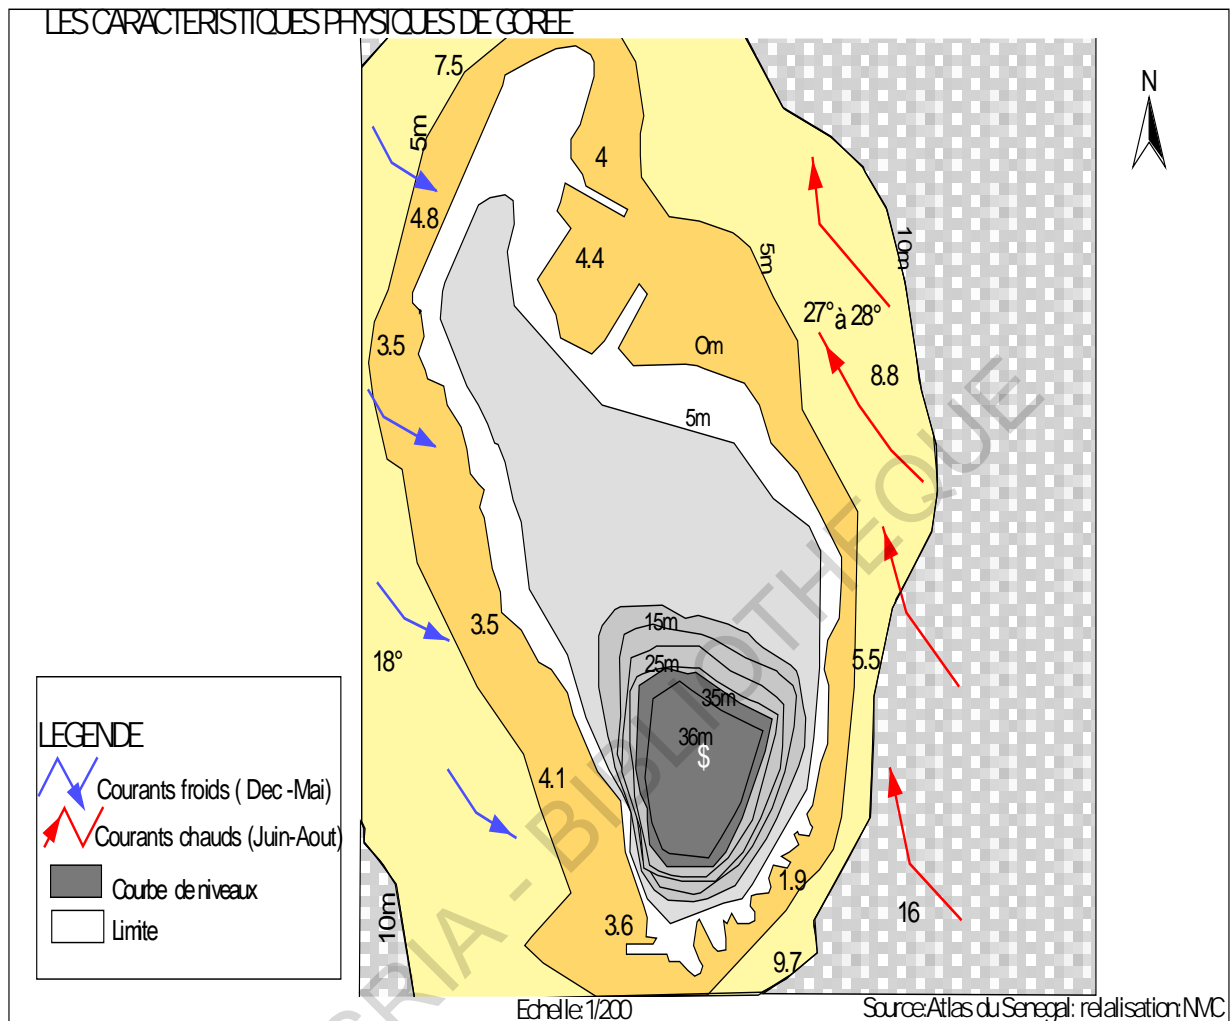 LES CARACTERISTIQUES PHYSIQUES DE GOREE
7.5
N
5m
4
4.8
10m
5m
4.4
27° à 28°
3.5
0m
8.8
5m
15m
3.5
18°
25m
5.5
35m
36m
$
4.1
LEGENDE
Courants froids ( Dec -Mai)
Courants chauds (Juin-Aout)
Courbe de niveaux
Limite
1.9
10m
3.6
16
9.7
CRIA - BIBLIOTHEQUE
Echelle: 1/200
Source:Atlas du Senegal: relalisation: NMC